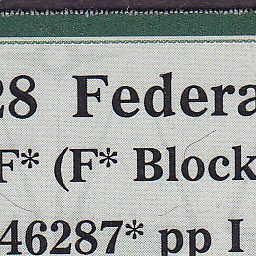 28 Federa
F* (F* Block
46287* pp I